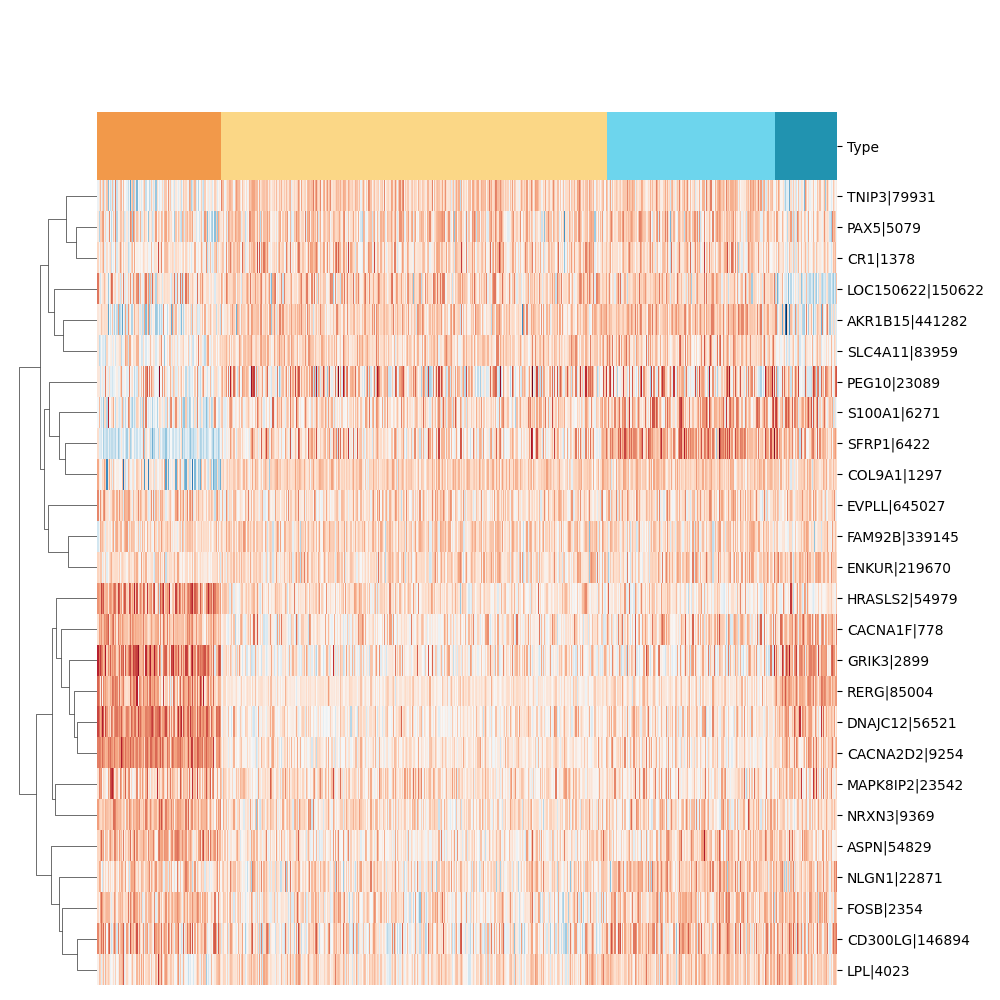 Type
TNIP3|79931
PAX5|5079
CR1|1378
LOC150622|150622
AKR1B15|441282
SLC4A11|83959
PEG10|23089
S100A1|6271
SFRP1|6422
COL9A1|1297
EVPLL|645027
FAM92B|339145
ENKUR|219670
HRASLS2|54979
CACNA1F|778
GRIK3|2899
RERG|85004
DNAJC12|56521
CACNA2D2|9254
MAPK8IP2|23542
NRXN3|9369
ASPN|54829
NLGN1|22871
FOSB|2354
CD300LG|146894
LPL|4023